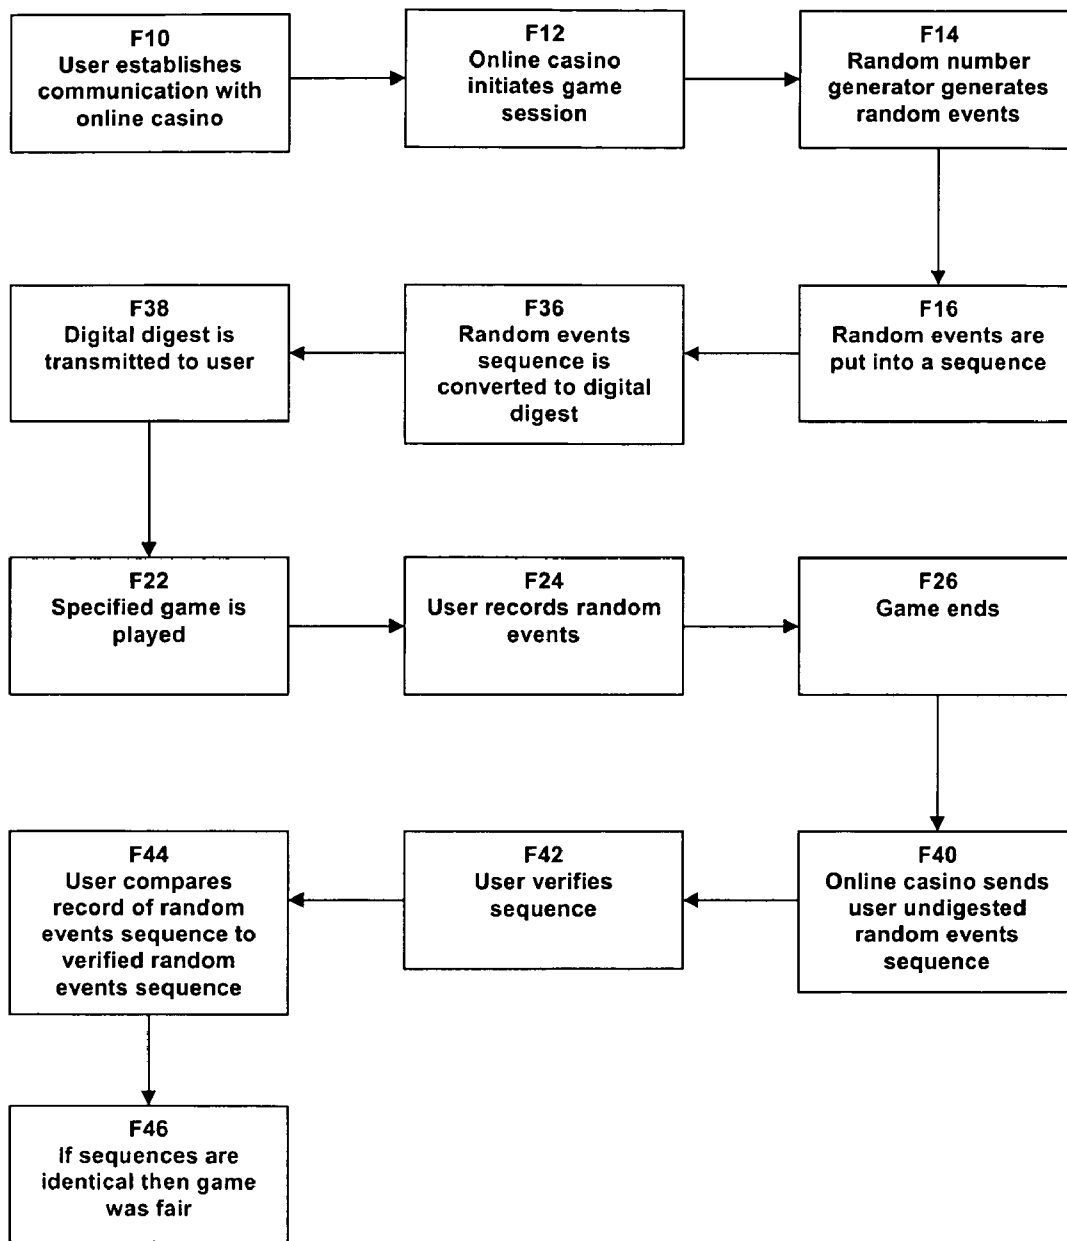 F10
User establishes
communication with
online casino
F12
Online casino
initiates game
session
F14
Random number
generator generates
random events
F38
Digital digest is
transmitted to user
F36
Random events
sequence is
converted to digital
digest
F16
Random events are
put into a sequence
F22
Specified game is
played
F24
User records random
events
F26
Game ends
F44
User compares
record of random
events sequence to
verified random
events sequence
F42
User verifies
sequence
F40
Online casino sends
user undigested
random events
sequence
F46
If sequences are
identical then game
was fair